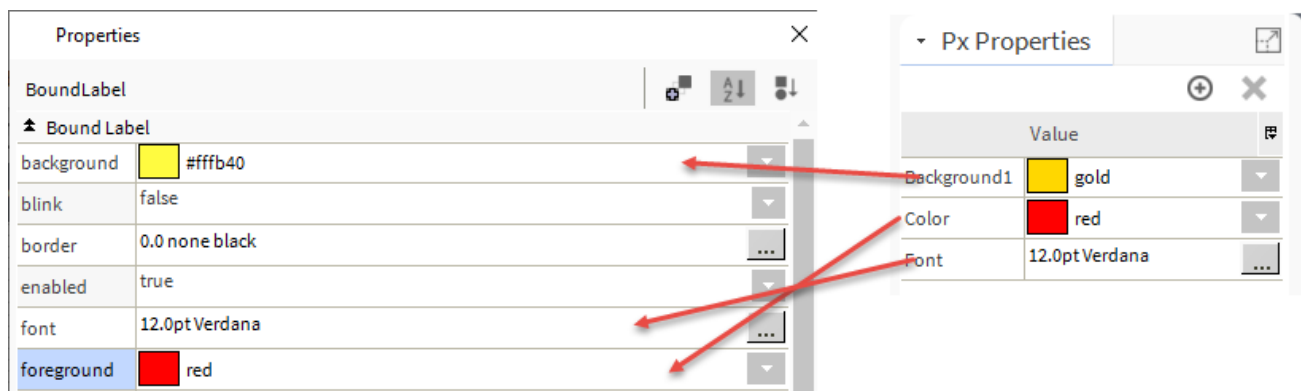 Properties
BoundLabel
A
Z
Bound Label
background #fffb40
blink false
border 0.0 none black ...
enabled true
font 12.0pt Verdana ...
foreground red
Px Properties
Value
Background1 gold
Color red
Font 12.0pt Verdana ...